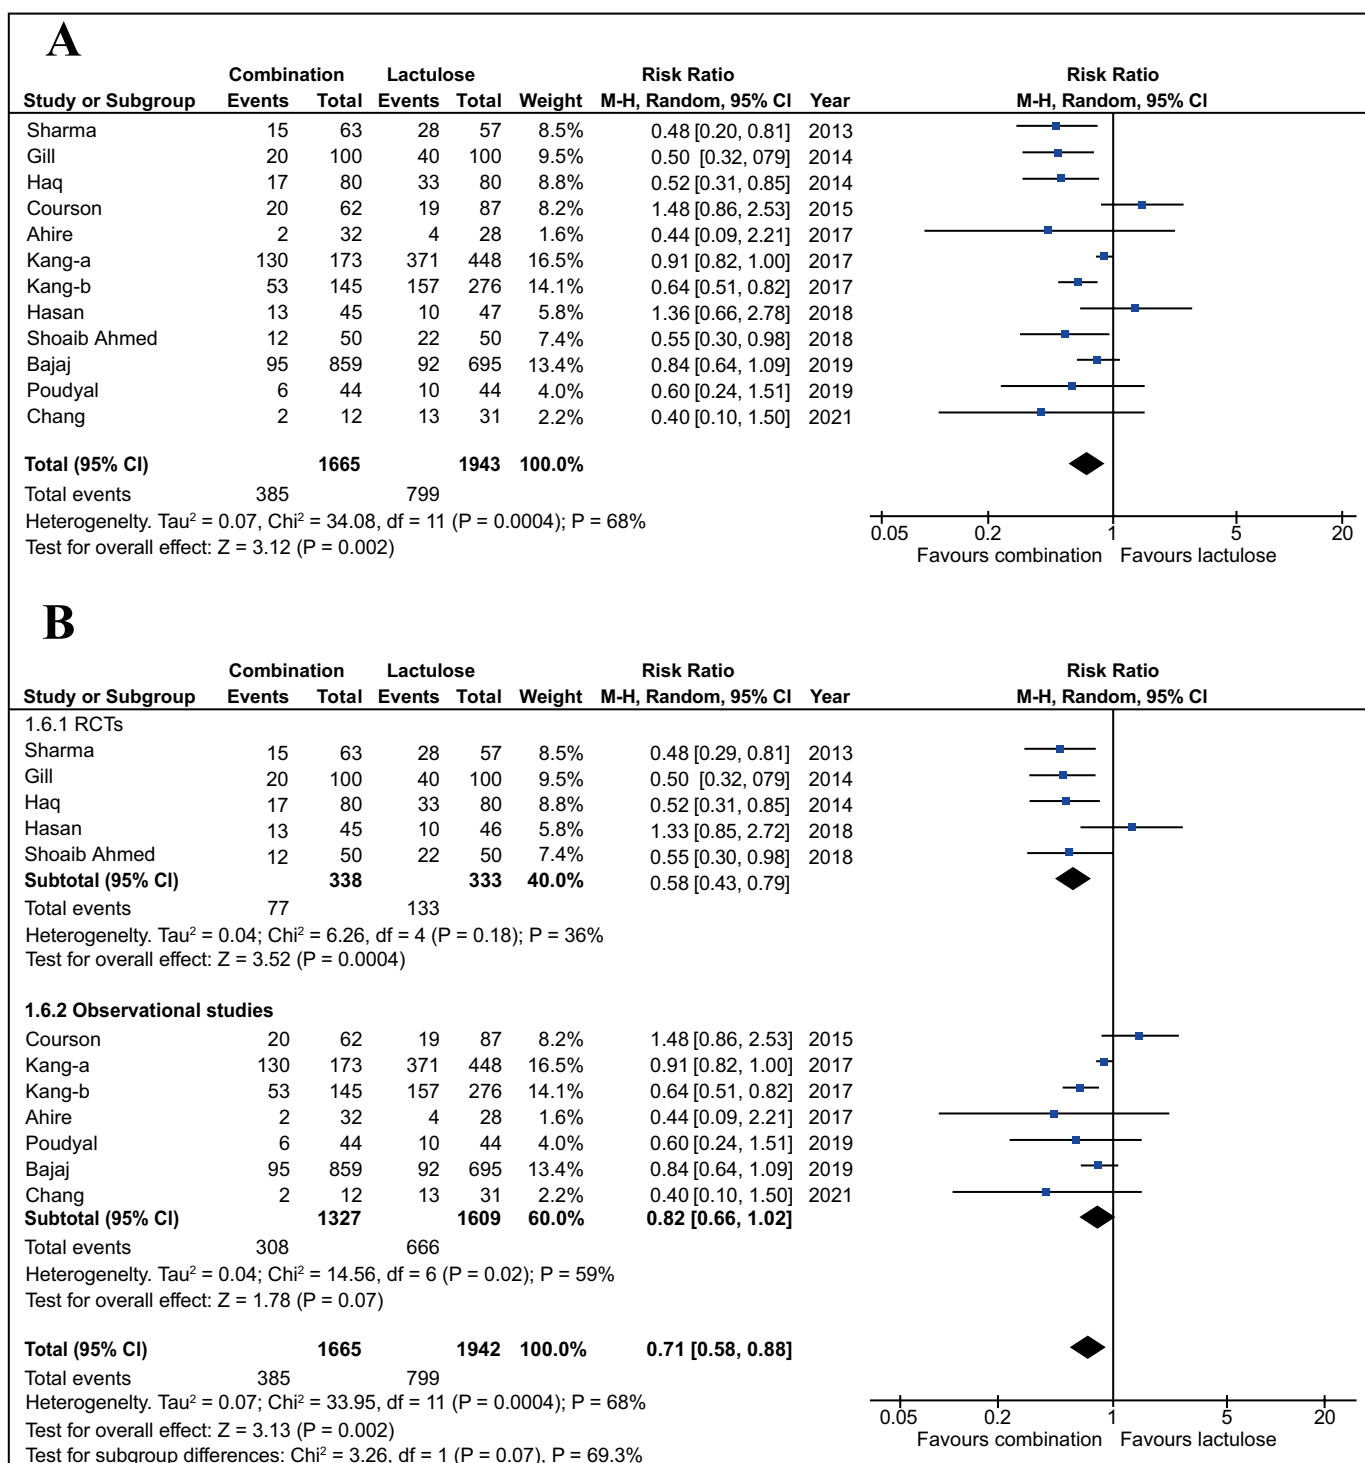 A
Combination Lactulose Risk Ratio Risk Ratio
Study or Subgroup Events Total Events Total Weight M-H, Random, 95% CI Year M-H, Random, 95% CI
Sharma 15 63 28 57 8.5% 0.48 [0.20, 0.81] 2013
Gill 20 100 40 100 9.5% 0.50 [0.32, 079] 2014
Haq 17 80 33 80 8.8% 0.52 [0.31, 0.85] 2014
Courson 20 62 19 87 8.2% 1.48 [0.86, 2.53] 2015
Ahire 2 32 4 28 1.6% 0.44 [0.09, 2.21] 2017
Kang-a 130 173 371 448 16.5% 0.91 [0.82, 1.00] 2017
Kang-b 53 145 157 276 14.1% 0.64 [0.51, 0.82] 2017
Hasan 13 45 10 47 5.8% 1.36 [0.66, 2.78] 2018
Shoaib Ahmed 12 50 22 50 7.4% 0.55 [0.30, 0.98] 2018
Bajaj 95 859 92 695 13.4% 0.84 [0.64, 1.09] 2019
Poudyal 6 44 10 44 4.0% 0.60 [0.24, 1.51] 2019
Chang 2 12 13 31 2.2% 0.40 [0.10, 1.50] 2021
Total (95% CI) 1665 1943 100.0%
Total events 385 799
Heterogenelty. Tau² = 0.07, Chi² = 34.08, df = 11 (P = 0.0004); P = 68%
Test for overall effect: Z = 3.12 (P = 0.002)
0.05 0.2 1 5 20
Favours combination Favours lactulose
B
Combination Lactulose Risk Ratio Risk Ratio
Study or Subgroup Events Total Events Total Weight M-H, Random, 95% CI Year M-H, Random, 95% CI
1.6.1 RCTs
Sharma 15 63 28 57 8.5% 0.48 [0.29, 0.81] 2013
Gill 20 100 40 100 9.5% 0.50 [0.32, 079] 2014
Haq 17 80 33 80 8.8% 0.52 [0.31, 0.85] 2014
Hasan 13 45 10 46 5.8% 1.33 [0.85, 2.72] 2018
Shoaib Ahmed 12 50 22 50 7.4% 0.55 [0.30, 0.98] 2018
Subtotal (95% CI) 338 333 40.0% 0.58 [0.43, 0.79]
Total events 77 133
Heterogenelty. Tau² = 0.04; Chi² = 6.26, df = 4 (P = 0.18); P = 36%
Test for overall effect: Z = 3.52 (P = 0.0004)
1.6.2 Observational studies
Courson 20 62 19 87 8.2% 1.48 [0.86, 2.53] 2015
Kang-a 130 173 371 448 16.5% 0.91 [0.82, 1.00] 2017
Kang-b 53 145 157 276 14.1% 0.64 [0.51, 0.82] 2017
Ahire 2 32 4 28 1.6% 0.44 [0.09, 2.21] 2017
Poudyal 6 44 10 44 4.0% 0.60 [0.24, 1.51] 2019
Bajaj 95 859 92 695 13.4% 0.84 [0.64, 1.09] 2019
Chang 2 12 13 31 2.2% 0.40 [0.10, 1.50] 2021
Subtotal (95% CI) 1327 1609 60.0% 0.82 [0.66, 1.02]
Total events 308 666
Heterogenelty. Tau² = 0.04; Chi² = 14.56, df = 6 (P = 0.02); P = 59%
Test for overall effect: Z = 1.78 (P = 0.07)
Total (95% CI) 1665 1942 100.0% 0.71 [0.58, 0.88]
Total events 385 799
Heterogenelty. Tau² = 0.07; Chi² = 33.95, df = 11 (P = 0.0004); P = 68%
Test for overall effect: Z = 3.13 (P = 0.002)
Test for subgroup differences: Chi² = 3.26, df = 1 (P = 0.07), P = 69.3%
0.05 0.2 1 5 20
Favours combination Favours lactulose